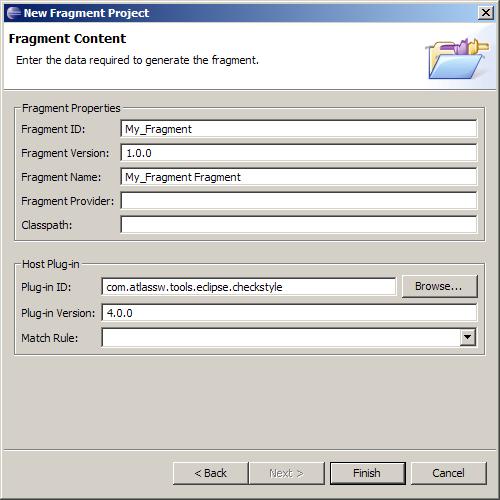 New Fragment Project
Fragment Content
Enter the data required to generate the fragment.
Fragment Properties
Fragment ID: My_Fragment
Fragment Version: 1.0.0
Fragment Name: My_Fragment Fragment
Fragment Provider:
Classpath:
Host Plug-in
Plug-in ID: com.atlassw.tools.eclipse.checkstyle Browse...
Plug-in Version: 4.0.0
Match Rule:
< Back Next > Finish Cancel